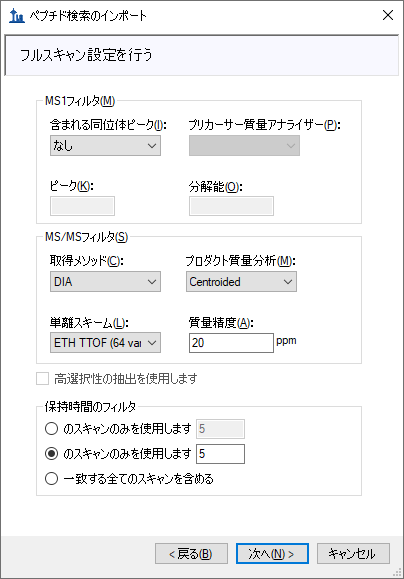 ペプチド検索のインポート
フルスキャン設定を行う
MS1フィルタ(M)
含まれる同位体ピーク(I): プリカーサー質量アナライザー(P):
なし
ピーク(K): 分解能(O):
MS/MSフィルタ(S)
取得メソッド(C): プロダクト質量分析(M):
DIA Centroided
単離スキーム(L): 質量精度(A):
ETH TTOF (64 var 20 ppm
高選択性の抽出を使用します
保持時間のフィルタ
のスキャンのみを使用します 5
のスキャンのみを使用します 5
一致する全てのスキャンを含める
< 戻る(B) 次へ(N) > キャンセル